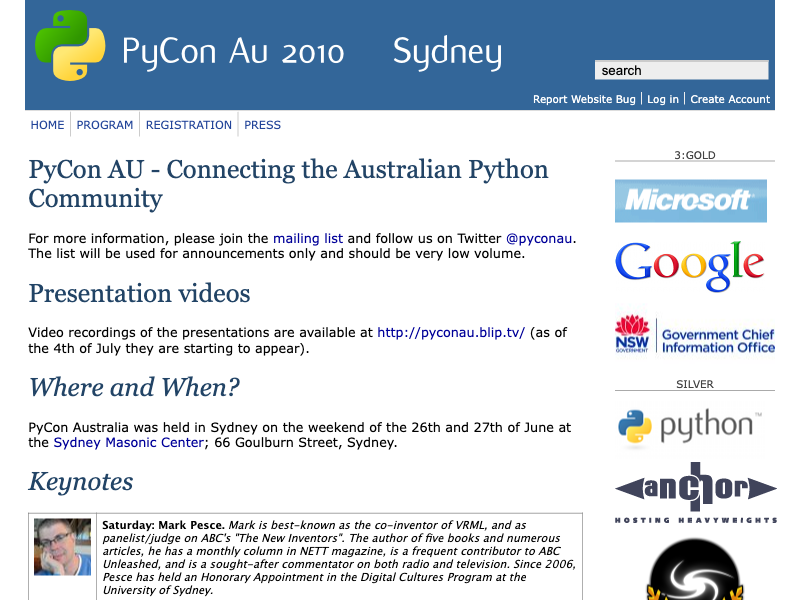 PyCon Au 2010 Sydney
search
Report Website Bug | Log in | Create Account
HOME | PROGRAM | REGISTRATION | PRESS
PyCon AU - Connecting the Australian Python
Community
For more information, please join the mailing list and follow us on Twitter @pyconau.
The list will be used for announcements only and should be very low volume.
Presentation videos
Video recordings of the presentations are available at http://pyconau.blip.tv/ (as of
the 4th of July they are starting to appear).
Where and When?
PyCon Australia was held in Sydney on the weekend of the 26th and 27th of June at
the Sydney Masonic Center; 66 Goulburn Street, Sydney.
Keynotes
Saturday: Mark Pesce. Mark is best-known as the co-inventor of VRML, and as
panelist/judge on ABC's "The New Inventors". The author of five books and numerous
articles, he has a monthly column in NETT magazine, is a frequent contributor to ABC
Unleashed, and is a sought-after commentator on both radio and television. Since 2006,
Pesce has held an Honorary Appointment in the Digital Cultures Program at the
University of Sydney.
3:GOLD
Microsoft
Google
NSW
GOVERNMENT
Government Chief
Information Office
SILVER
python™
anchor
HOSTING HEAVYWEIGHTS